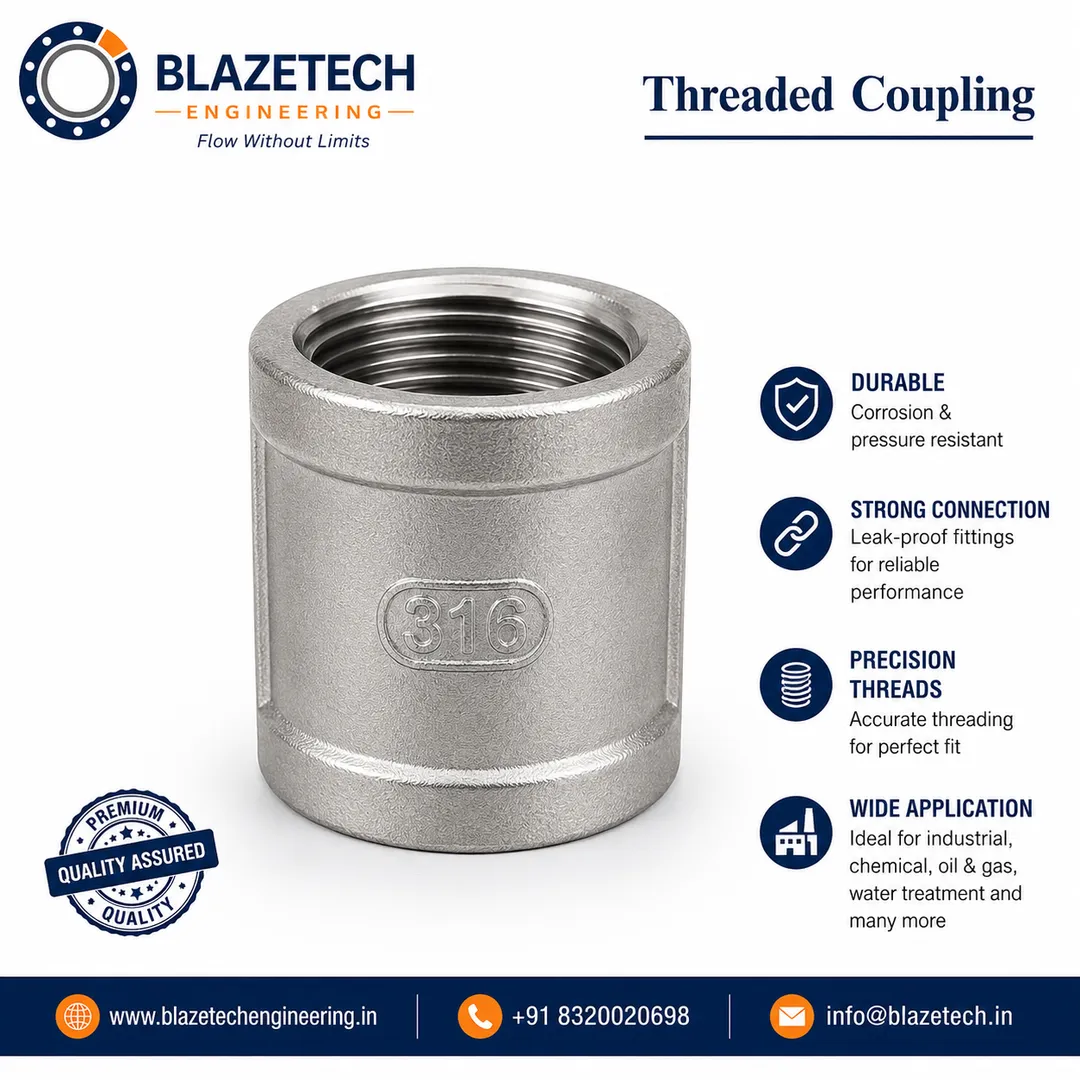 BLAZETECH
ENGINEERING
Flow Without Limits
Threaded Coupling
316
DURABLE
Corrosion &
pressure resistant
STRONG CONNECTION
Leak-proof fittings
for reliable
performance
PRECISION
THREADS
Accurate threading
for perfect fit
WIDE APPLICATION
Ideal for industrial,
chemical, oil & gas,
water treatment and
many more
PREMIUM
QUALITY ASSURED
QUALITY
www.blazetechengineering.in
+91 8320020698
info@blazetech.in